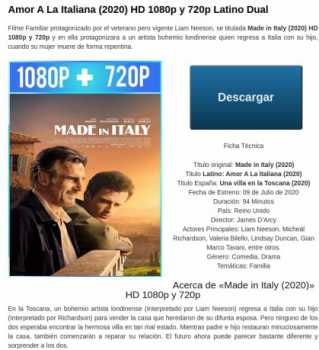 Amor A La Italiana (2020) HD 1080p y 720p Latino Dual
Filme Familiar protagonizado por el veterano pero vigente Liam Neeson, se titulada Made in Italy (2020) HD
1080p y 720p y en ella protagonizara a un artista bohemio londinense quien regresa a Italia con su hijo,
cuando su mujer muere de forma repentina.
1080P + 720P
MADE IN ITALY
Descargar
Ficha Técnica
Título original: Made in Italy (2020)
Título Latino: Amor A La Italiana (2020)
Título España: Una villa en la Toscana (2020)
Fecha de Estreno: 09 de Julio de 2020
Duración: 94 Minutos
País: Reino Unido
Director: James D'Arcy
Actores Principales: Liam Neeson, Micheál
Richardson, Valeria Bilello, Lindsay Duncan, Gian
Marco Tavani, entre otros
Género: Comedia, Drama
Temáticas: Familia
Acerca de «Made in Italy (2020)»
HD 1080p y 720p
En la Toscana, un bohemio artista londinense (interpretado por Liam Neeson) regresa a Italia con su hijo
(interpretado por Richardson) para vender la casa que heredaron de su difunta esposa. Pero ninguno de los
dos esperaba encontrar la hermosa villa en tan mal estado. Mientras padre e hijo restauran minuciosamente
la casa, también comenzarán a reparar su relación. El futuro ahora puede parecer bastante diferente y
sorprender a los dos.